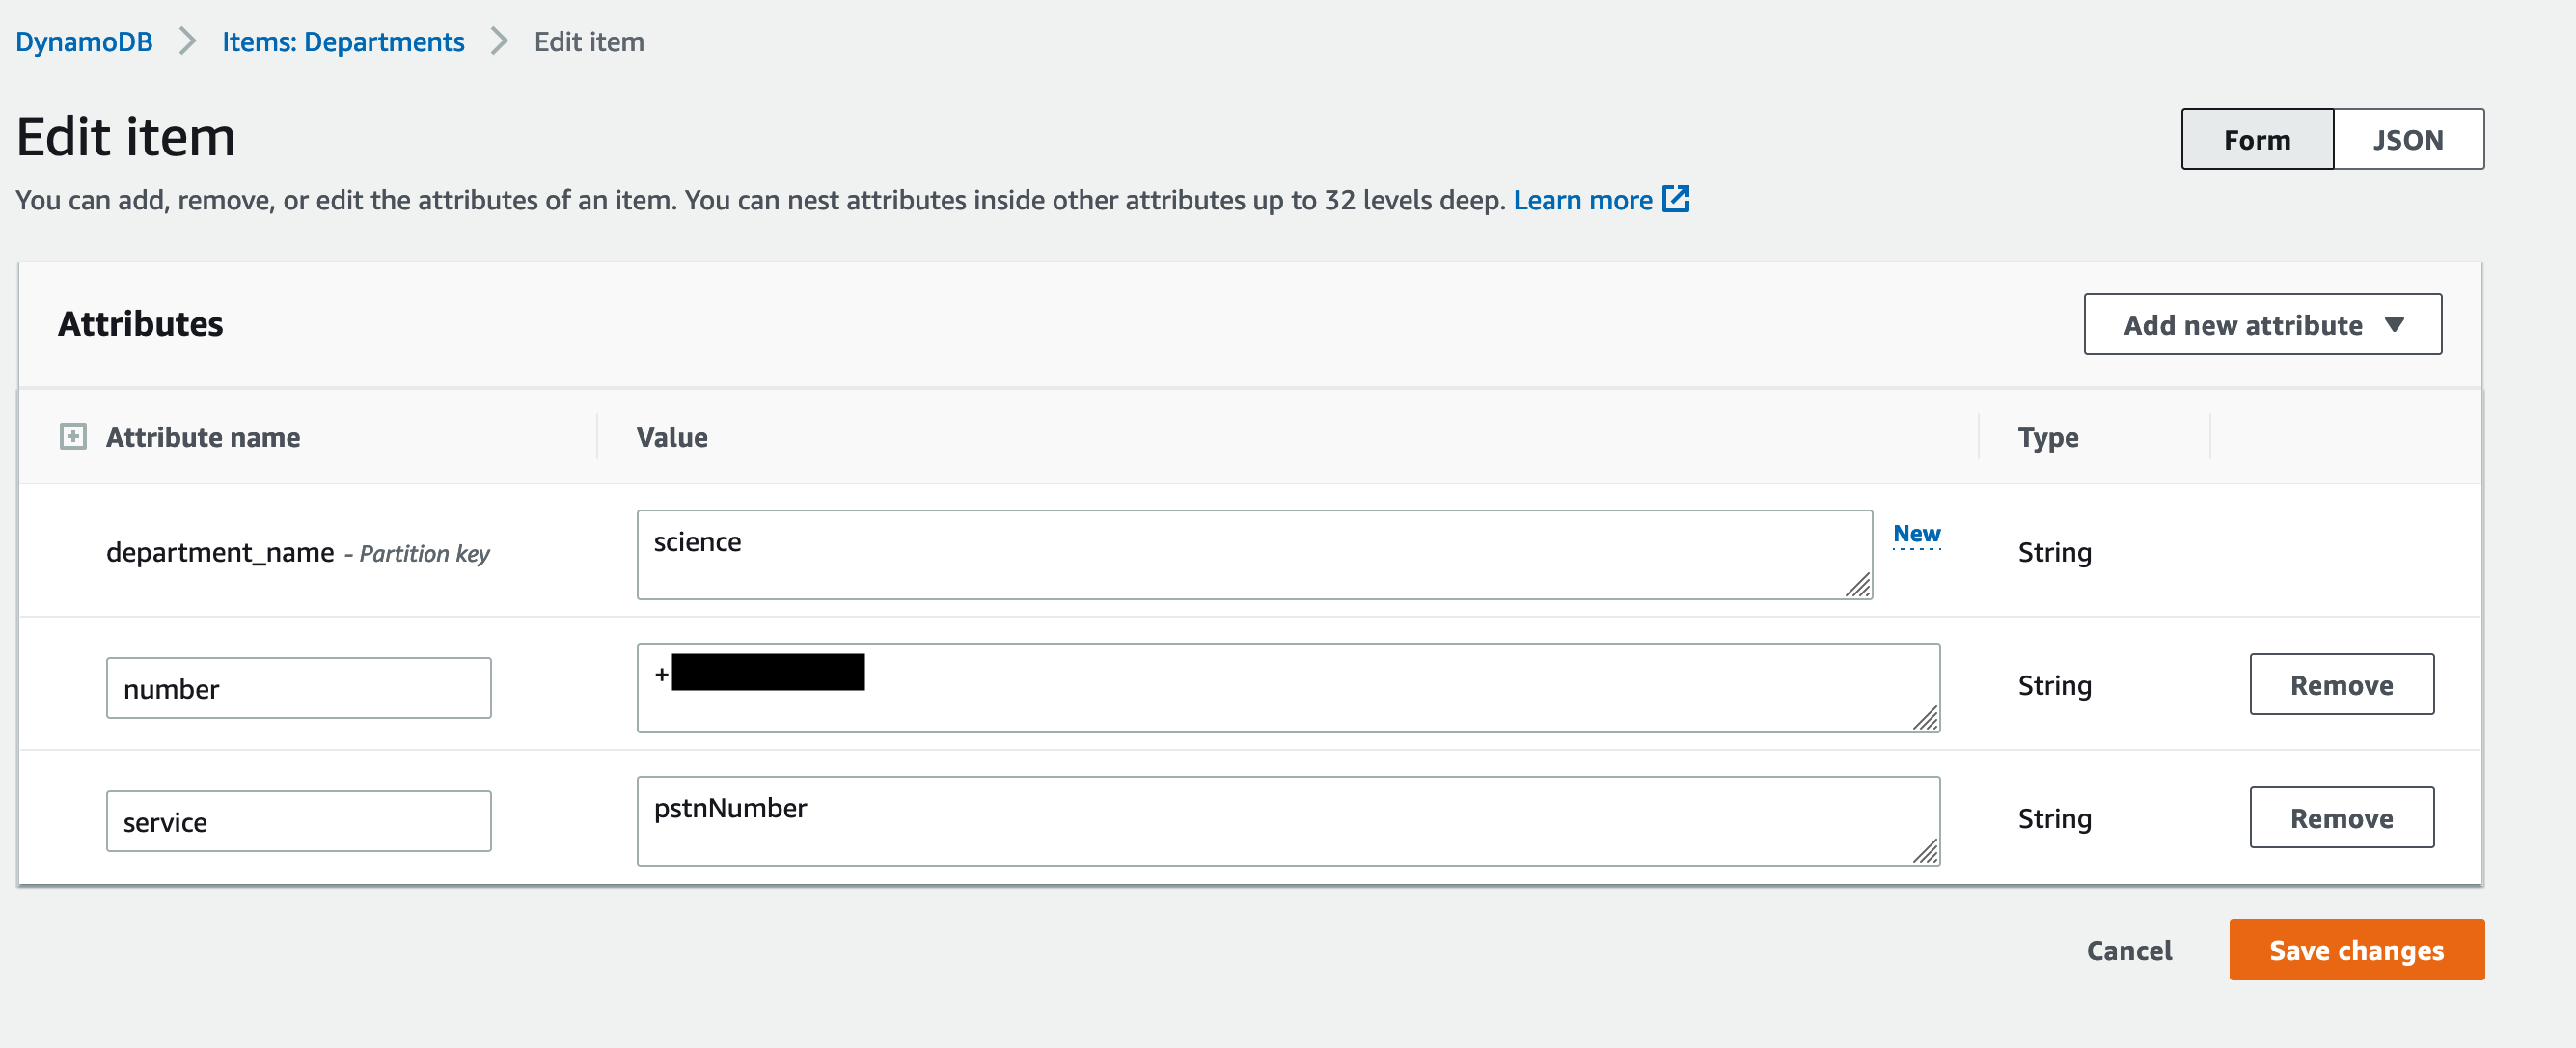 DynamoDB > Items: Departments > Edit item
Edit item
Form JSON
You can add, remove, or edit the attributes of an item. You can nest attributes inside other attributes up to 32 levels deep. Learn more
Attributes
Add new attribute ▼
Attribute name Value Type
department_name - Partition key science New String
number + String Remove
service pstnNumber String Remove
Cancel Save changes